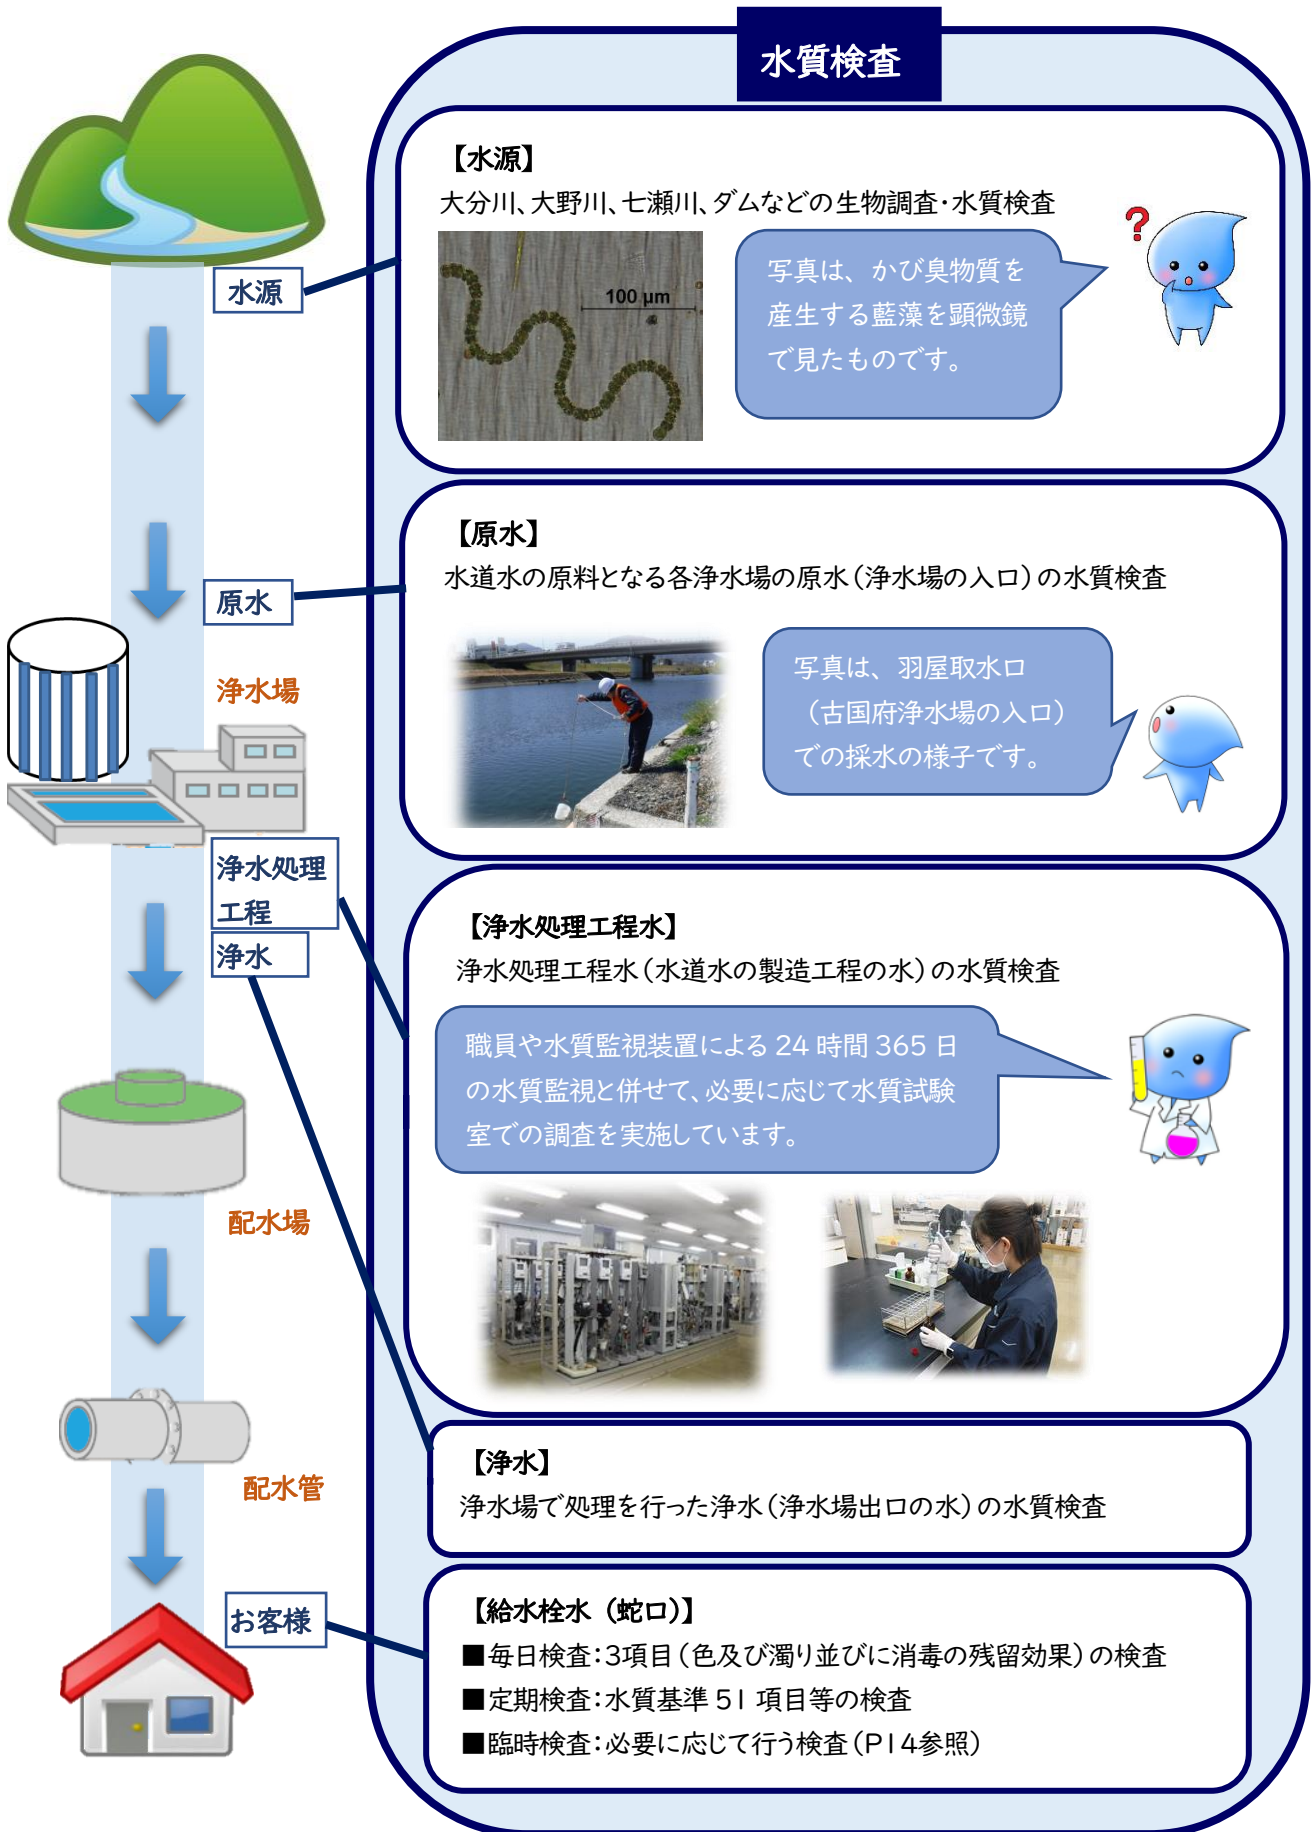 水質検査
【水源】
大分川、大野川、七瀬川、ダムなどの生物調査・水質検査
100 µm
写真は、かび臭物質を
産生する藍藻を顕微鏡
で見たものです。
?
水源
【原水】
水道水の原料となる各浄水場の原水（浄水場の入口）の水質検査
原水
写真は、羽屋取水口
（古国府浄水場の入口）
での採水の様子です。
浄水場
浄水処理
工程
浄水
【浄水処理工程水】
浄水処理工程水（水道水の製造工程の水）の水質検査
職員や水質監視装置による 24 時間 365 日
の水質監視と併せて、必要に応じて水質試験
室での調査を実施しています。
配水場
配水管
【浄水】
浄水場で処理を行った浄水（浄水場出口の水）の水質検査
お客様
【給水栓水（蛇口）】
■毎日検査：3項目（色及び濁り並びに消毒の残留効果）の検査
■定期検査：水質基準 51 項目等の検査
■臨時検査：必要に応じて行う検査（P14参照）